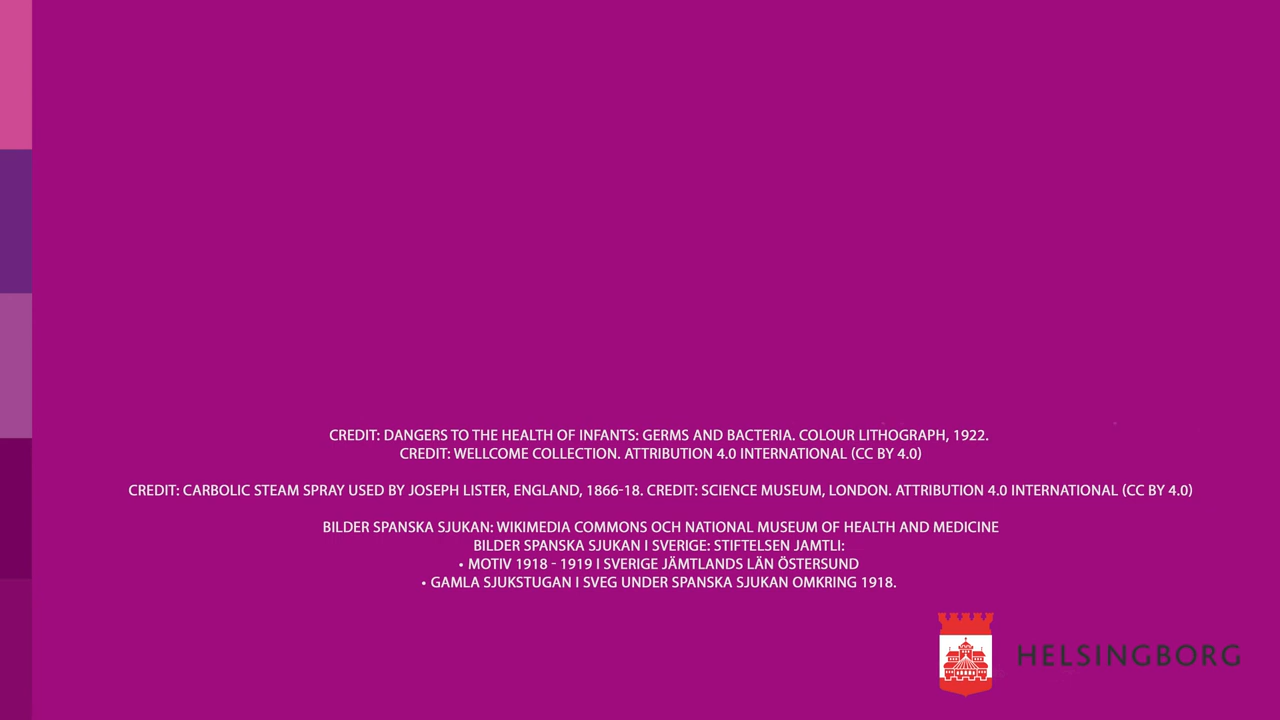 CREDIT: DANGERS TO THE HEALTH OF INFANTS: GERMS AND BACTERIA. COLOUR LITHOGRAPH, 1922.
CREDIT: WELLCOME COLLECTION. ATTRIBUTION 4.0 INTERNATIONAL (CC BY 4.0)
CREDIT: CARBOLIC STEAM SPRAY USED BY JOSEPH LISTER, ENGLAND, 1866-18. CREDIT: SCIENCE MUSEUM, LONDON. ATTRIBUTION 4.0 INTERNATIONAL (CC BY 4.0)
BILDER SPANSKA SJUKAN: WIKIMEDIA COMMONS OCH NATIONAL MUSEUM OF HEALTH AND MEDICINE
BILDER SPANSKA SJUKAN I SVERIGE: STIFTELSEN JAMTLI:
• MOTIV 1918 - 1919 I SVERIGE JÄMTLANDS LÄN ÖSTERSUND
• GAMLA SJUKSTUGAN I SVEG UNDER SPANSKA SJUKAN OMKRING 1918.
HELSINGBORG